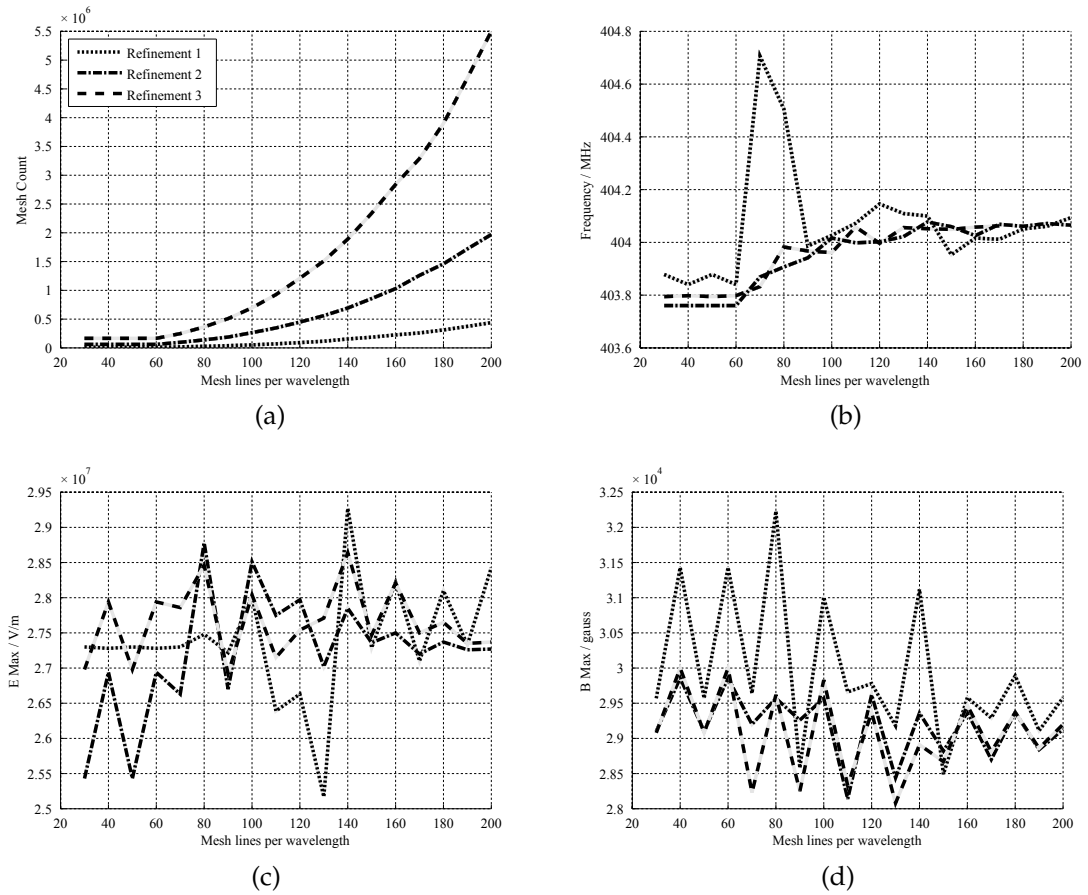 × 10⁶
5.5
5
4.5
4
3.5
3
2.5
2
1.5
1
0.5
0
Mesh Count
Refinement 1
Refinement 2
Refinement 3
20 40 60 80 100 120 140 160 180 200
Mesh lines per wavelength
(a)
404.8
404.6
404.4
404.2
404
403.8
403.6
Frequency / MHz
20 40 60 80 100 120 140 160 180 200
Mesh lines per wavelength
(b)
× 10⁷
2.95
2.9
2.85
2.8
2.75
2.7
2.65
2.6
2.55
2.5
E Max / V/m
20 40 60 80 100 120 140 160 180 200
Mesh lines per wavelength
(c)
× 10⁴
3.25
3.2
3.15
3.1
3.05
3
2.95
2.9
2.85
2.8
B Max / gauss
20 40 60 80 100 120 140 160 180 200
Mesh lines per wavelength
(d)